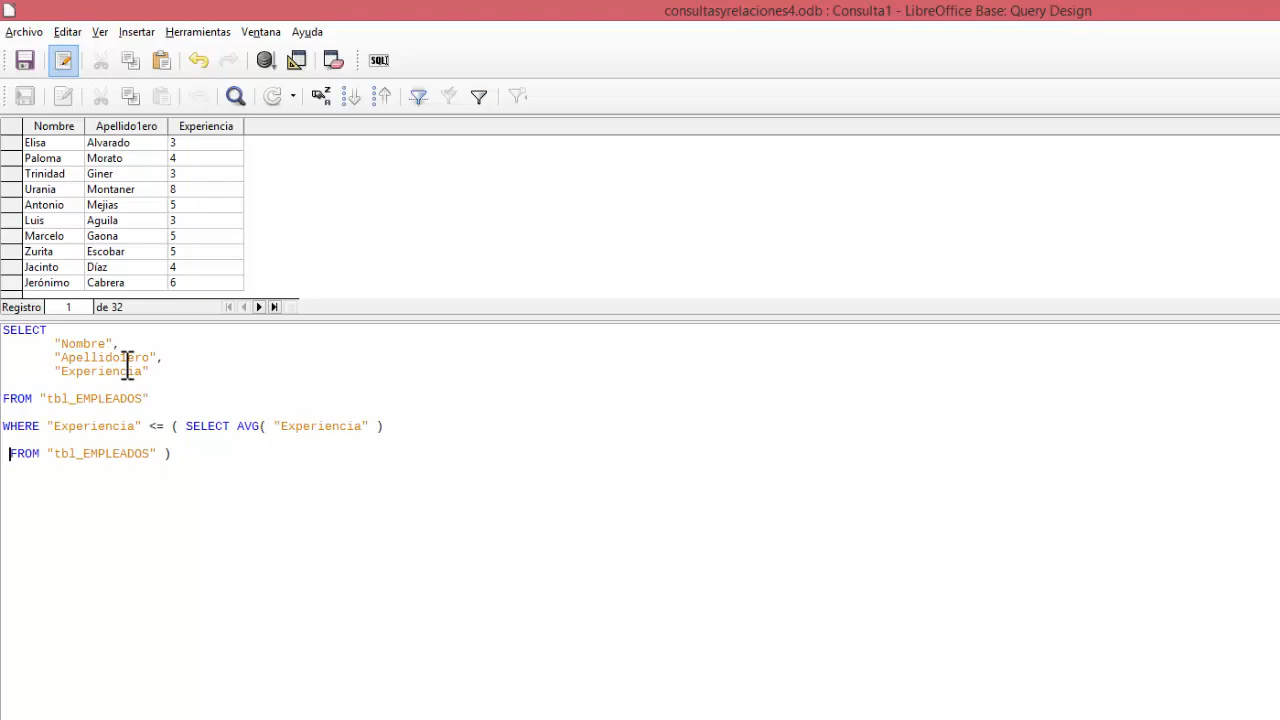 consultasyrelaciones4.odb : Consulta1 - LibreOffice Base: Query Design
Archivo Editar Ver Insertar Herramientas Ventana Ayuda
SQL
Nombre Apellido1ero Experiencia
Elisa Alvarado 3
Paloma Morato 4
Trinidad Giner 3
Urania Montaner 8
Antonio Mejias 5
Luis Aguila 3
Marcelo Gaona 5
Zurita Escobar 5
Jacinto Díaz 4
Jerónimo Cabrera 6
Registro 1 de 32
SELECT
"Nombre",
"Apellido1ero",
"Experiencia"
FROM "tbl_EMPLEADOS"
WHERE "Experiencia" <= ( SELECT AVG( "Experiencia" )
FROM "tbl_EMPLEADOS" )